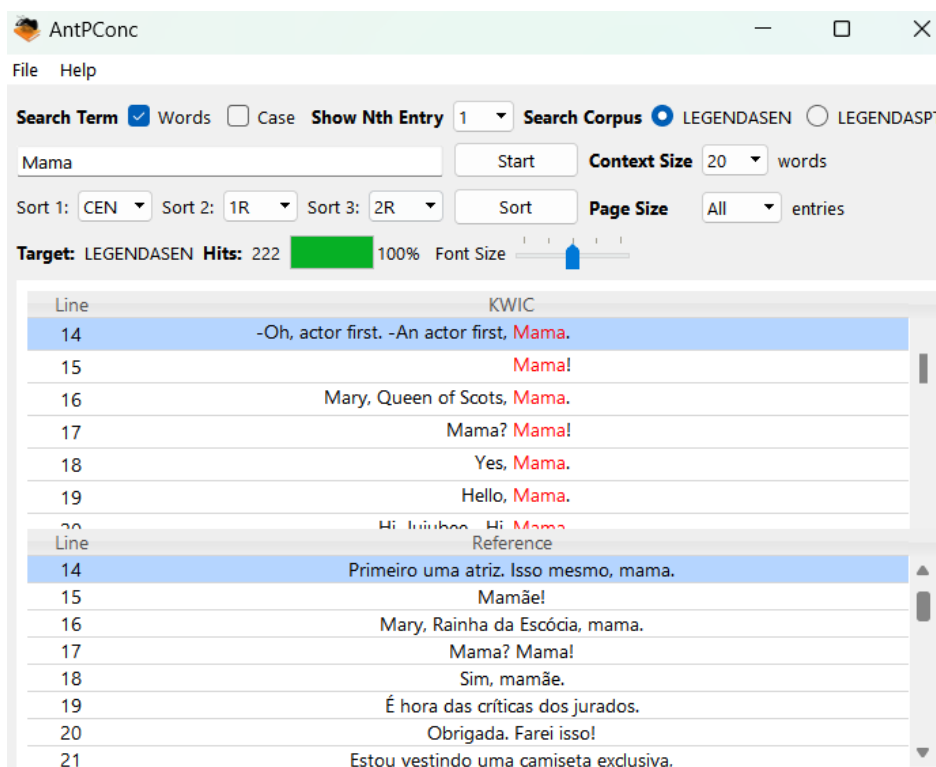 AntPConc
File Help
Search Term Words Case Show Nth Entry 1 Search Corpus LEGENDASEN LEGENDASPT
Mama Start Context Size 20 words
Sort 1: CEN Sort 2: 1R Sort 3: 2R Sort Page Size All entries
Target: LEGENDASEN Hits: 222 100% Font Size
Line KWIC
14 -Oh, actor first. -An actor first, Mama.
15 Mama!
16 Mary, Queen of Scots, Mama.
17 Mama? Mama!
18 Yes, Mama.
19 Hello, Mama.
20 Hi, Jujubee. Hi, Mama.
Line Reference
14 Primeiro uma atriz. Isso mesmo, mama.
15 Mamãe!
16 Mary, Rainha da Escócia, mama.
17 Mama? Mama!
18 Sim, mamãe.
19 É hora das críticas dos jurados.
20 Obrigada. Farei isso!
21 Estou vestindo uma camiseta exclusiva.